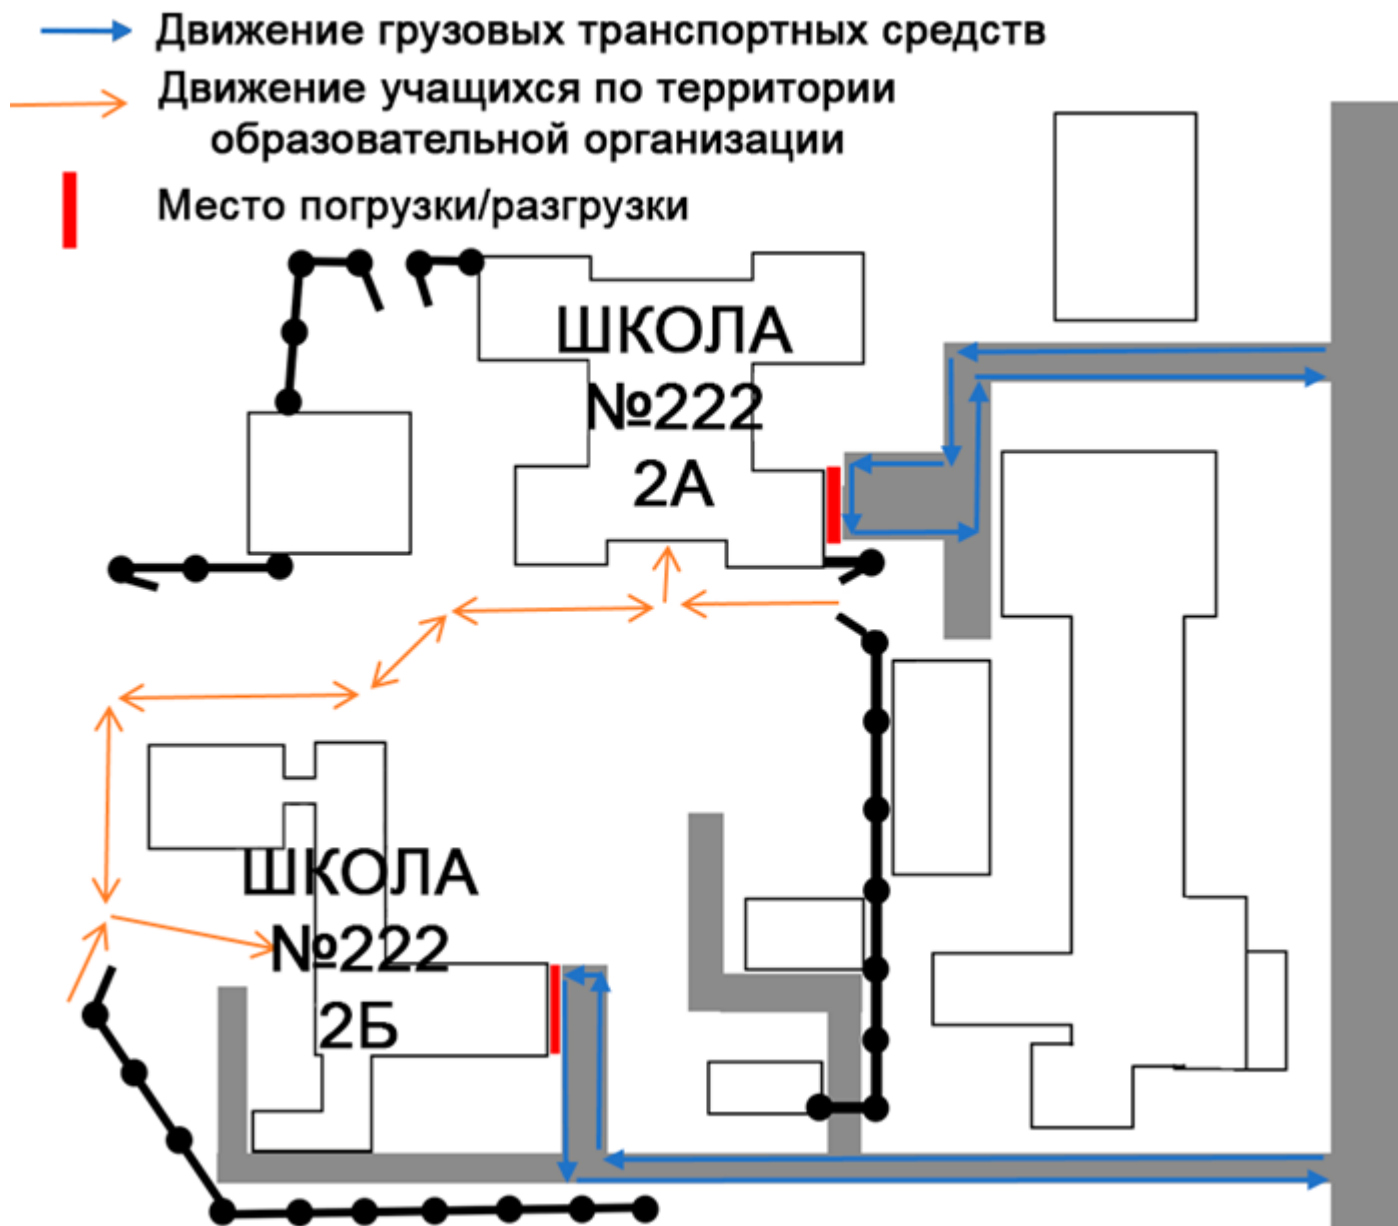 Движение грузовых транспортных средств
Движение учащихся по территории
образовательной организации
Место погрузки/разгрузки
ШКОЛА
№222
2А
ШКОЛА
№222
2Б